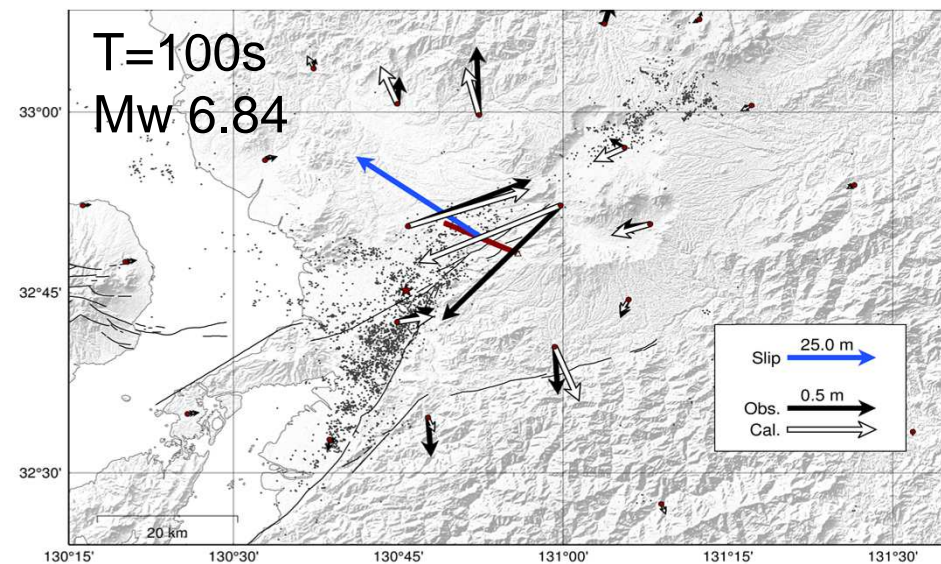 T=100s
Mw 6.84
33°00'
32°45'
32°30'
25.0 m
Slip
0.5 m
Obs.
Cal.
20 km
130°15' 130°30' 130°45' 131°00' 131°15' 131°30'